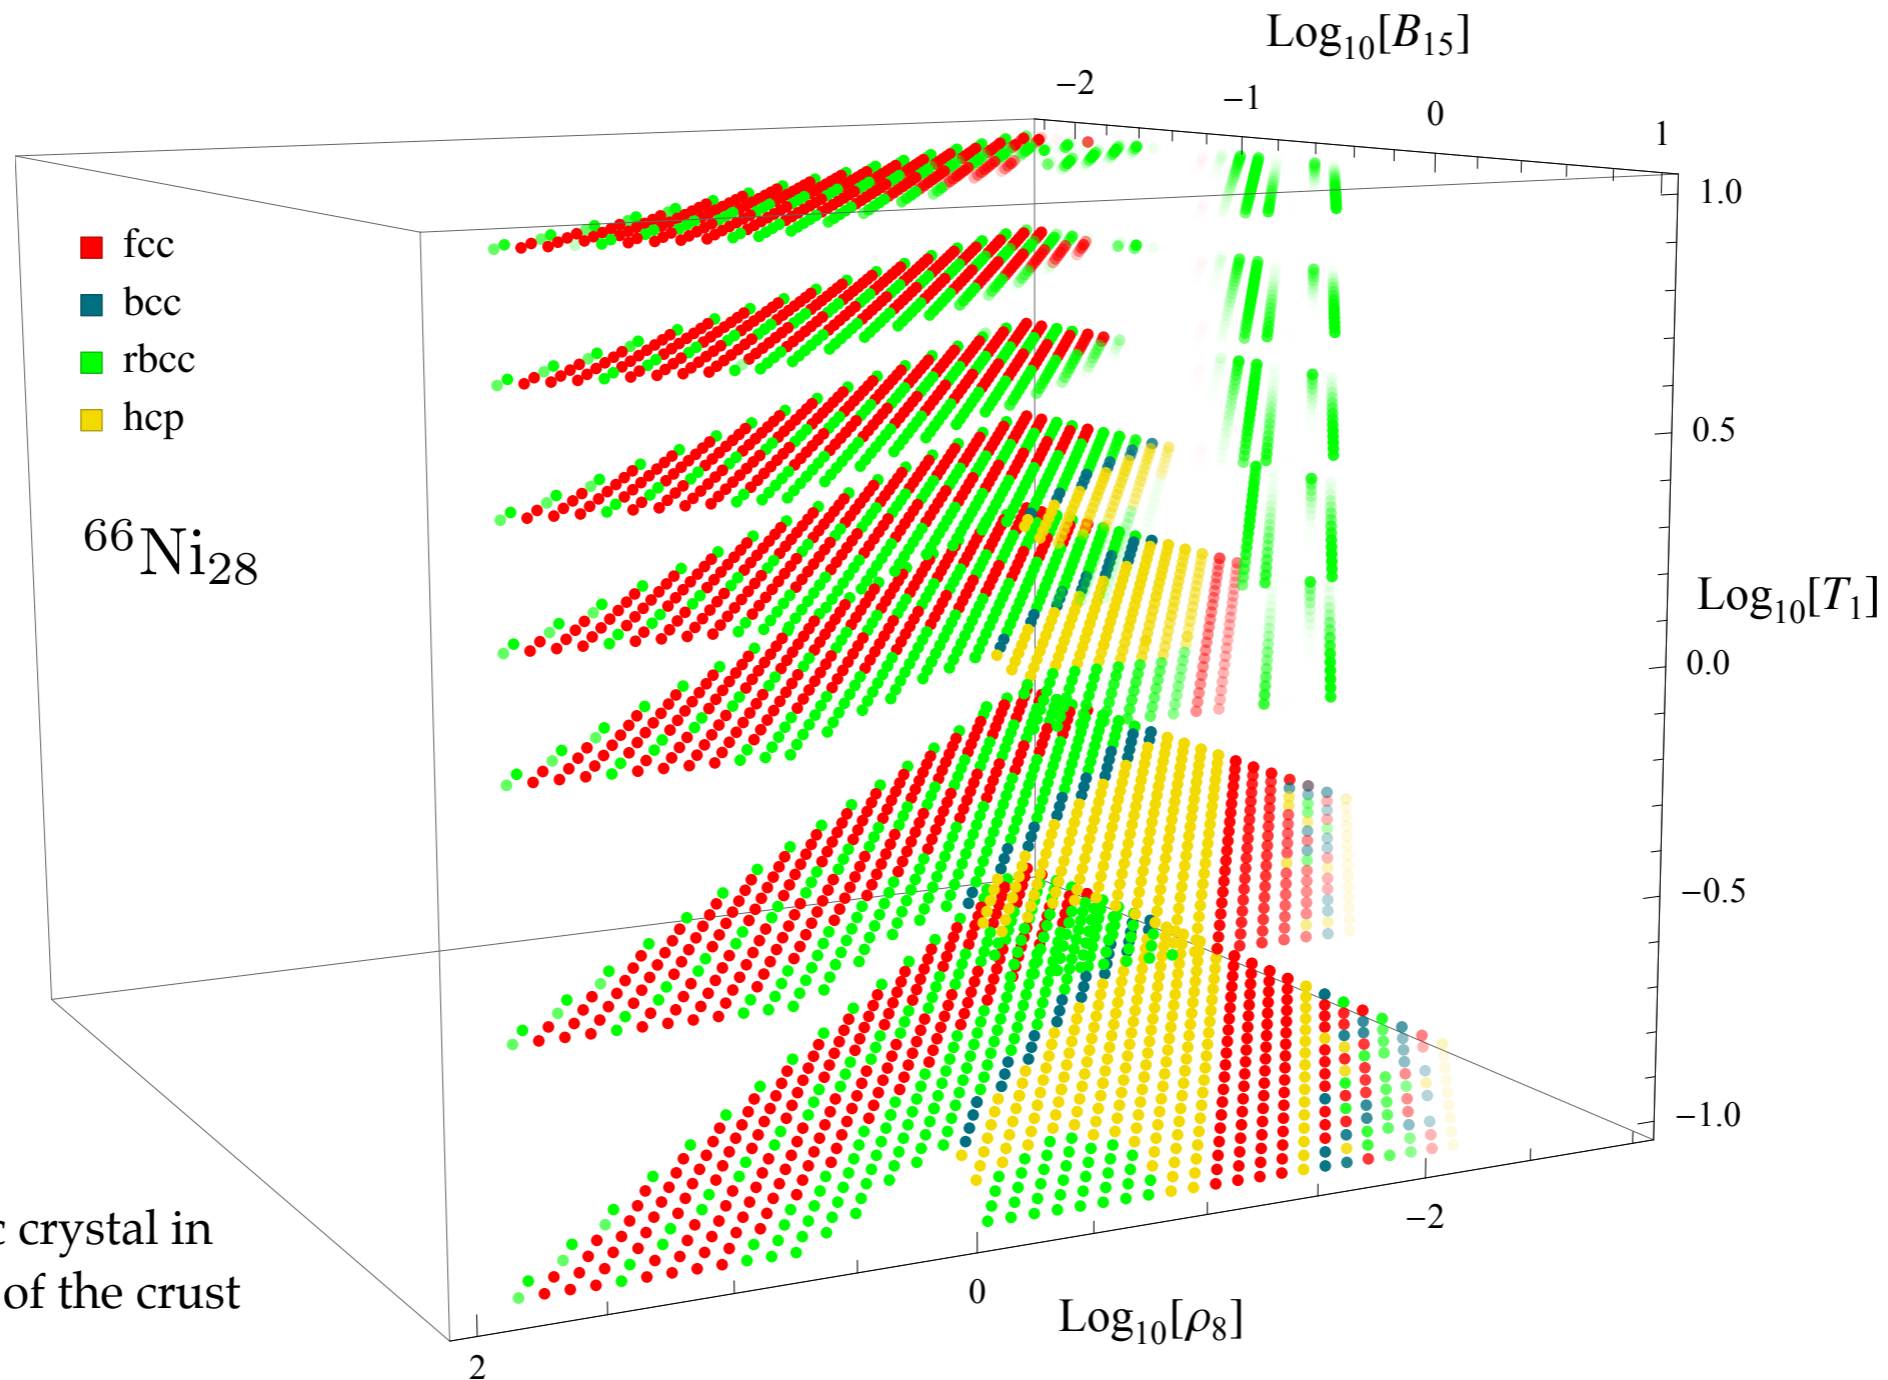 Log₁₀[B₁₅]
−2
−1
0
1
1.0
fcc
bcc
rbcc
hcp
0.5
⁶⁶Ni₂₈
Log₁₀[T₁]
0.0
−0.5
−1.0
crystal in
−2
of the crust
0
Log₁₀[ρ₈]
2